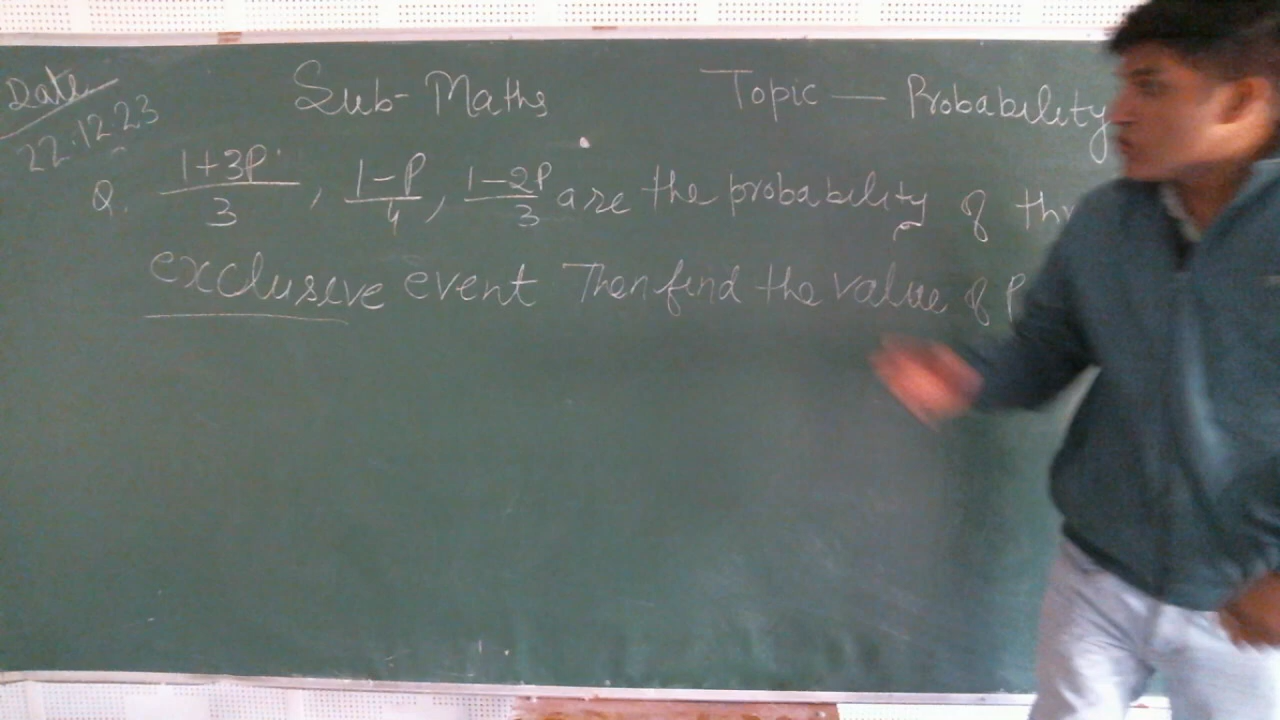 Date
22.12.23
Sub- Maths
Topic — Probability
Q. (1+3P)/3 , (1-P)/4 , (1-2P)/3 are the probability of
exclusive event Then find the value of P